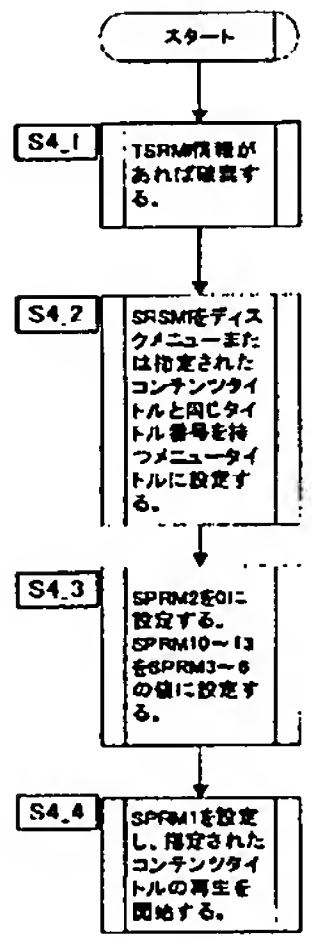 スタート
S4_1
TSRM情報が
あれば破棄す
る。
S4_2
SRSMTをディス
クメニューまた
は指定された
コンテンツタイ
トルと同じタイ
トル番号を持
つメニュータイ
トルに設定す
る。
S4_3
SPRM2を0に
設定する。
SPRM10~13
をSPRM3~6
の値に設定す
る。
S4_4
SPRM1を設定
し、指定された
コンテンツタイ
トルの再生を
開始する。